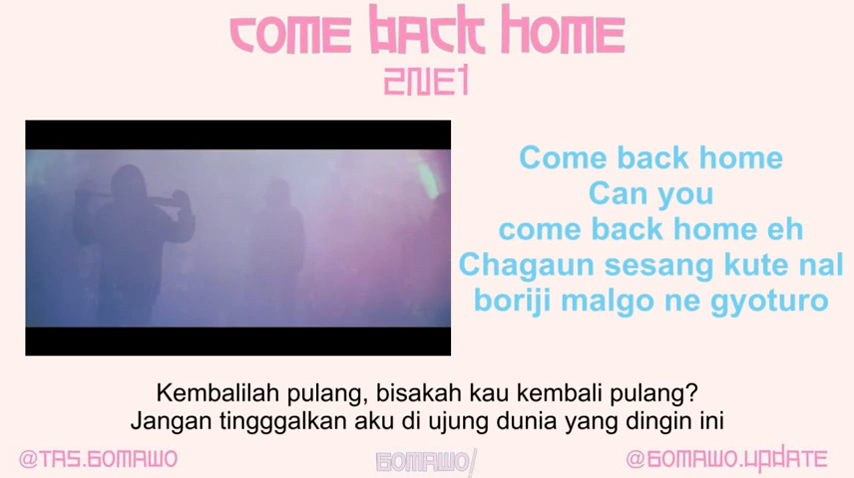 COME BACK HOME
2NE1
Come back home
Can you
come back home eh
Chagaun sesang kute nal
boriji malgo ne gyoturo
Kembalilah pulang, bisakah kau kembali pulang?
Jangan tingggalkan aku di ujung dunia yang dingin ini
@TAS.GOMAWO
GOMAWO/
@GOMAWO.UPDATE